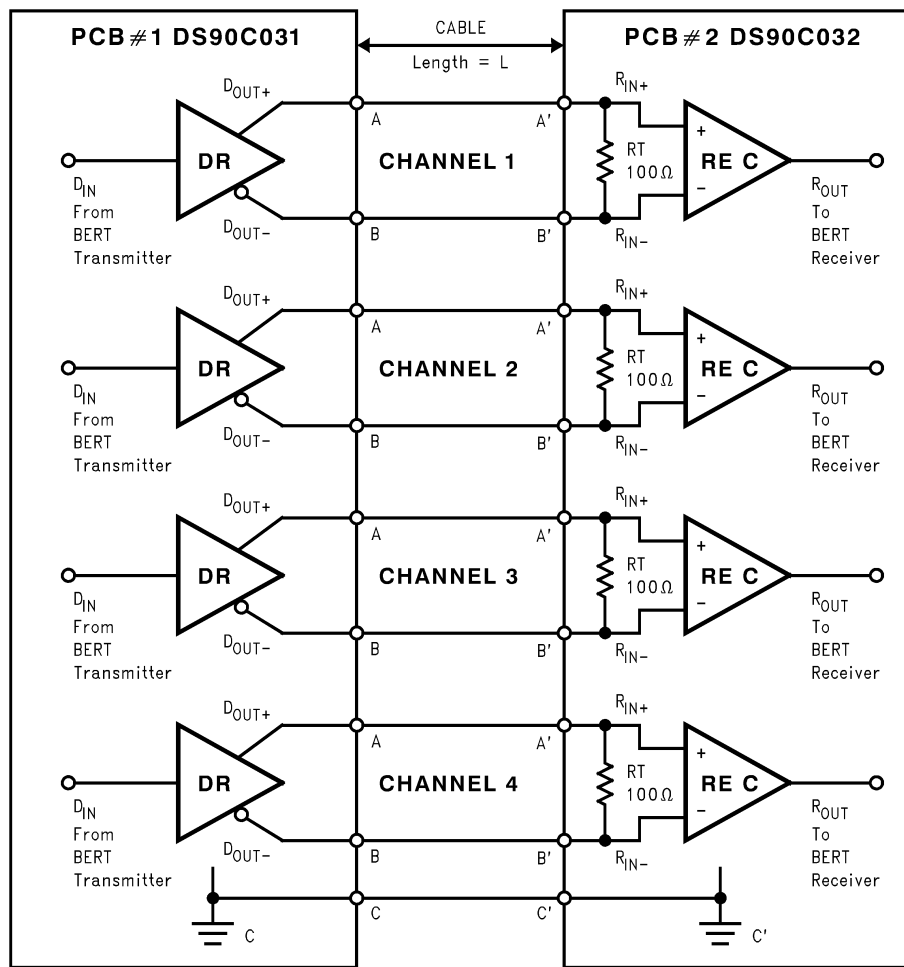 PCB#1 DS90C031
CABLE
Length = L
PCB#2 DS90C032
DOUT+
DR
DIN
From
BERT
Transmitter
DOUT-
A
CHANNEL 1
B
A'
B'
RIN+
RT
100Ω
RIN-
+
-
RE C
ROUT
To
BERT
Receiver
DOUT+
DR
DIN
From
BERT
Transmitter
DOUT-
A
CHANNEL 2
B
A'
B'
RIN+
RT
100Ω
RIN-
+
-
RE C
ROUT
To
BERT
Receiver
DOUT+
DR
DIN
From
BERT
Transmitter
DOUT-
A
CHANNEL 3
B
A'
B'
RIN+
RT
100Ω
RIN-
+
-
RE C
ROUT
To
BERT
Receiver
DOUT+
DR
DIN
From
BERT
Transmitter
DOUT-
A
CHANNEL 4
B
A'
B'
RIN+
RT
100Ω
RIN-
+
-
RE C
ROUT
To
BERT
Receiver
C
C
C'
C'